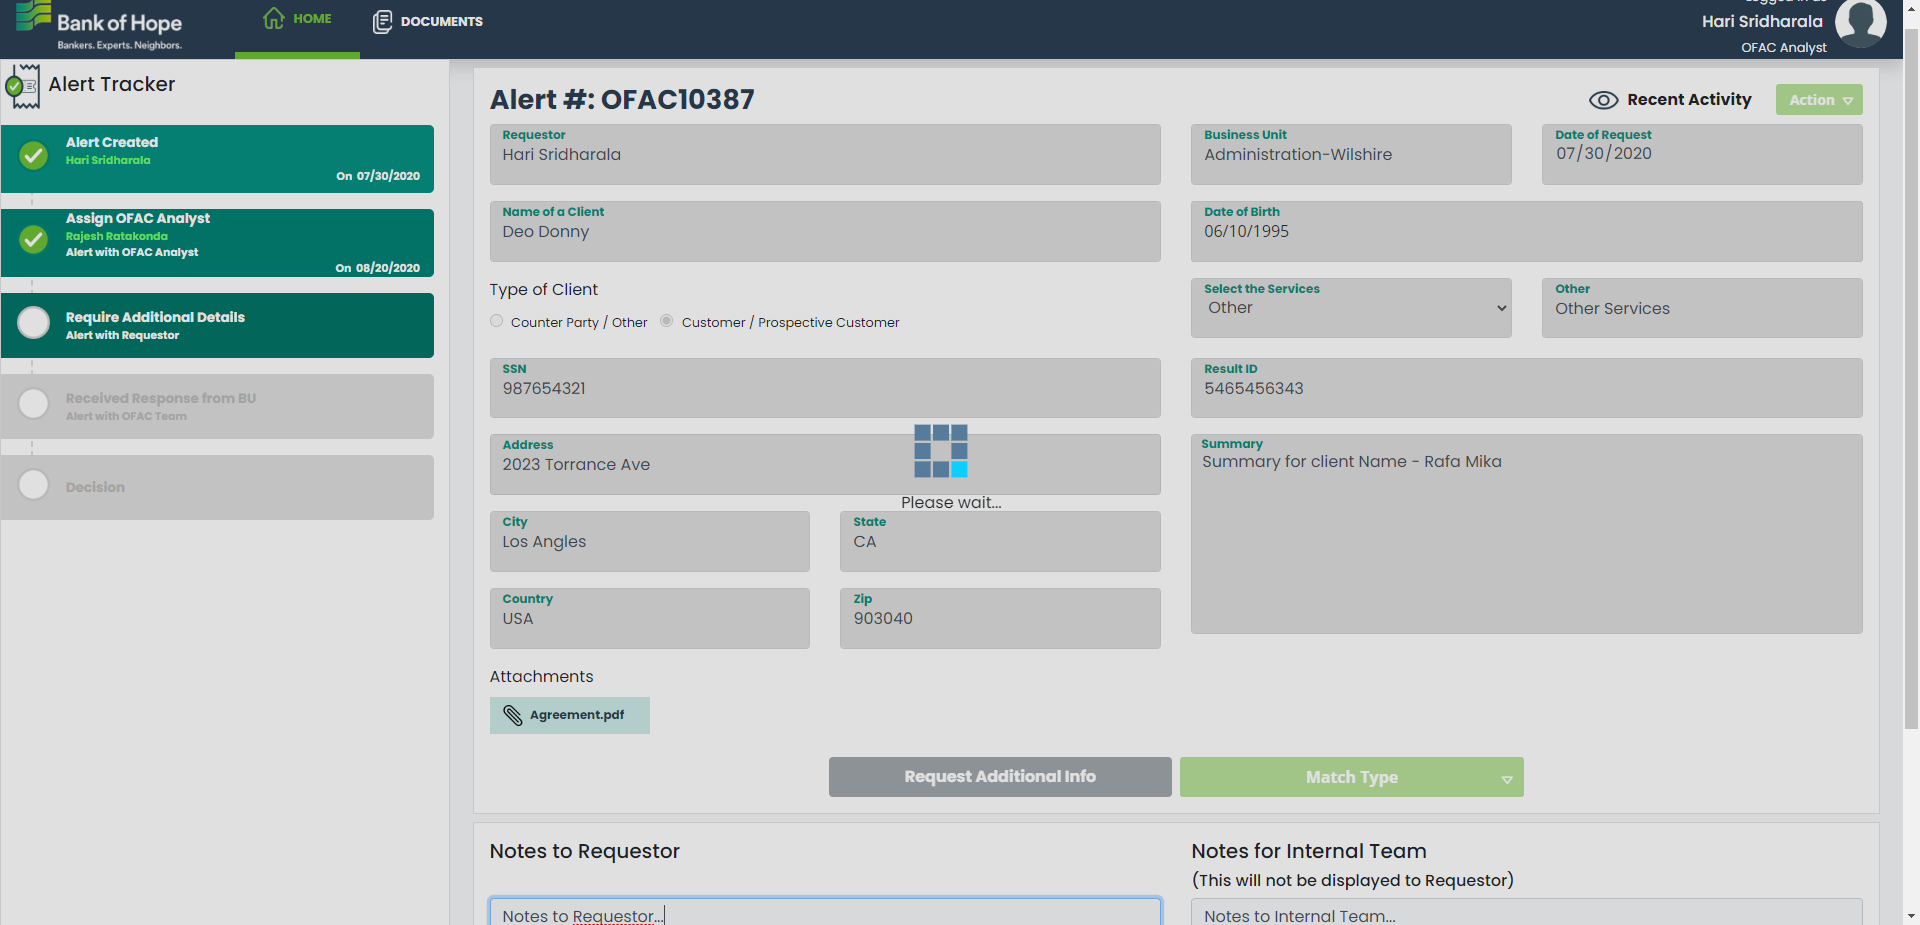 Bank of Hope
Bankers. Experts. Neighbors.
HOME
DOCUMENTS
Logged in as
Hari Sridharala
OFAC Analyst
Alert Tracker
Alert Created
Hari Sridharala
On 07/30/2020
Assign OFAC Analyst
Rajesh Ratakonda
Alert with OFAC Analyst
On 08/20/2020
Require Additional Details
Alert with Requestor
Received Response from BU
Alert with OFAC Team
Decision
Alert #: OFAC10387
Recent Activity
Action
Requestor
Hari Sridharala
Business Unit
Administration-Wilshire
Date of Request
07/30/2020
Name of a Client
Deo Donny
Date of Birth
06/10/1995
Type of Client
Counter Party / Other
Customer / Prospective Customer
Select the Services
Other
Other
Other Services
SSN
987654321
Result ID
5465456343
Address
2023 Torrance Ave
Summary
Summary for client Name - Rafa Mika
Please wait...
City
Los Angles
State
CA
Country
USA
Zip
903040
Attachments
Agreement.pdf
Request Additional Info
Match Type
Notes to Requestor
Notes to Requestor...
Notes for Internal Team
(This will not be displayed to Requestor)
Notes to Internal Team...